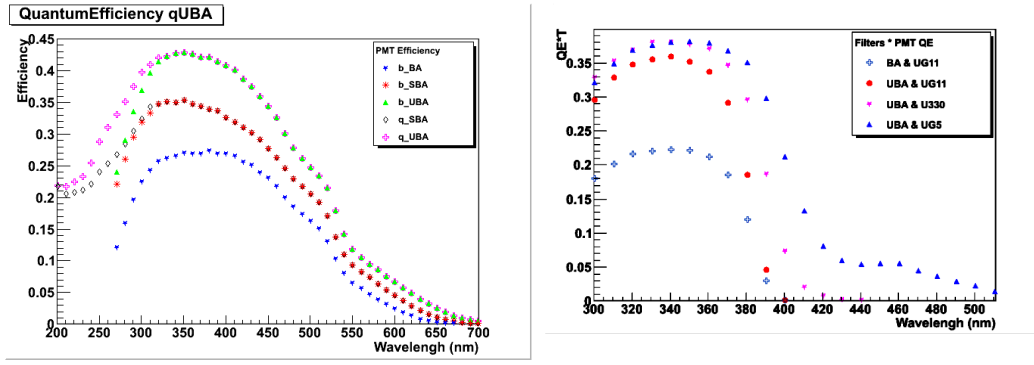 QuantumEfficiency qUBA
Efficiency
0.45
0.4
0.35
0.3
0.25
0.2
0.15
0.1
0.05
0
200 250 300 350 400 450 500 550 600 650 700
Wavelengh (nm)
PMT Efficiency
b_BA
b_SBA
b_UBA
q_SBA
q_UBA
QE*T
0.35
0.3
0.25
0.2
0.15
0.1
0.05
0
300 320 340 360 380 400 420 440 460 480 500
Wavelengh (nm)
Filters * PMT QE
BA & UG11
UBA & UG11
UBA & U330
UBA & UG5